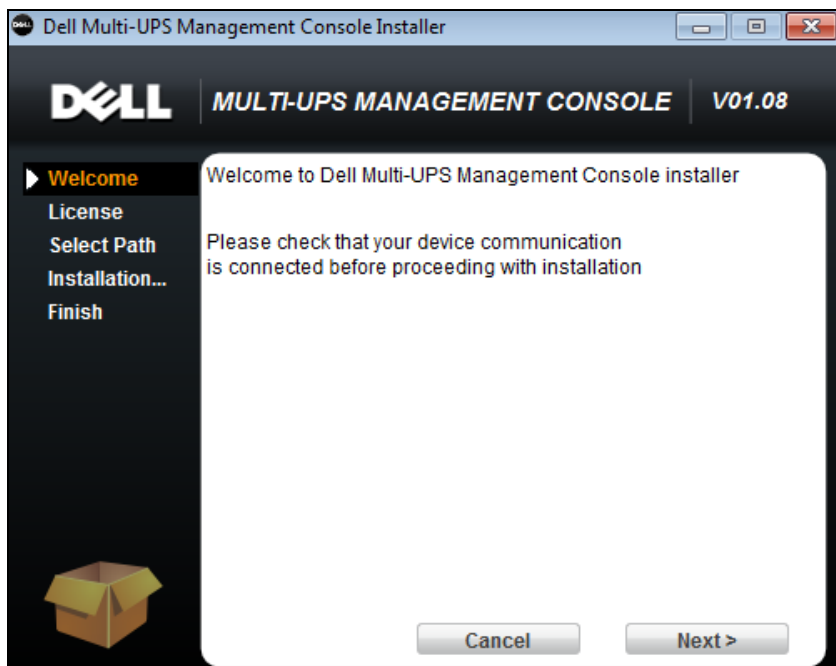 Dell Multi-UPS Management Console Installer
DELL
MULTI-UPS MANAGEMENT CONSOLE
V01.08
Welcome
License
Select Path
Installation...
Finish
Welcome to Dell Multi-UPS Management Console installer
Please check that your device communication
is connected before proceeding with installation
Cancel
Next >